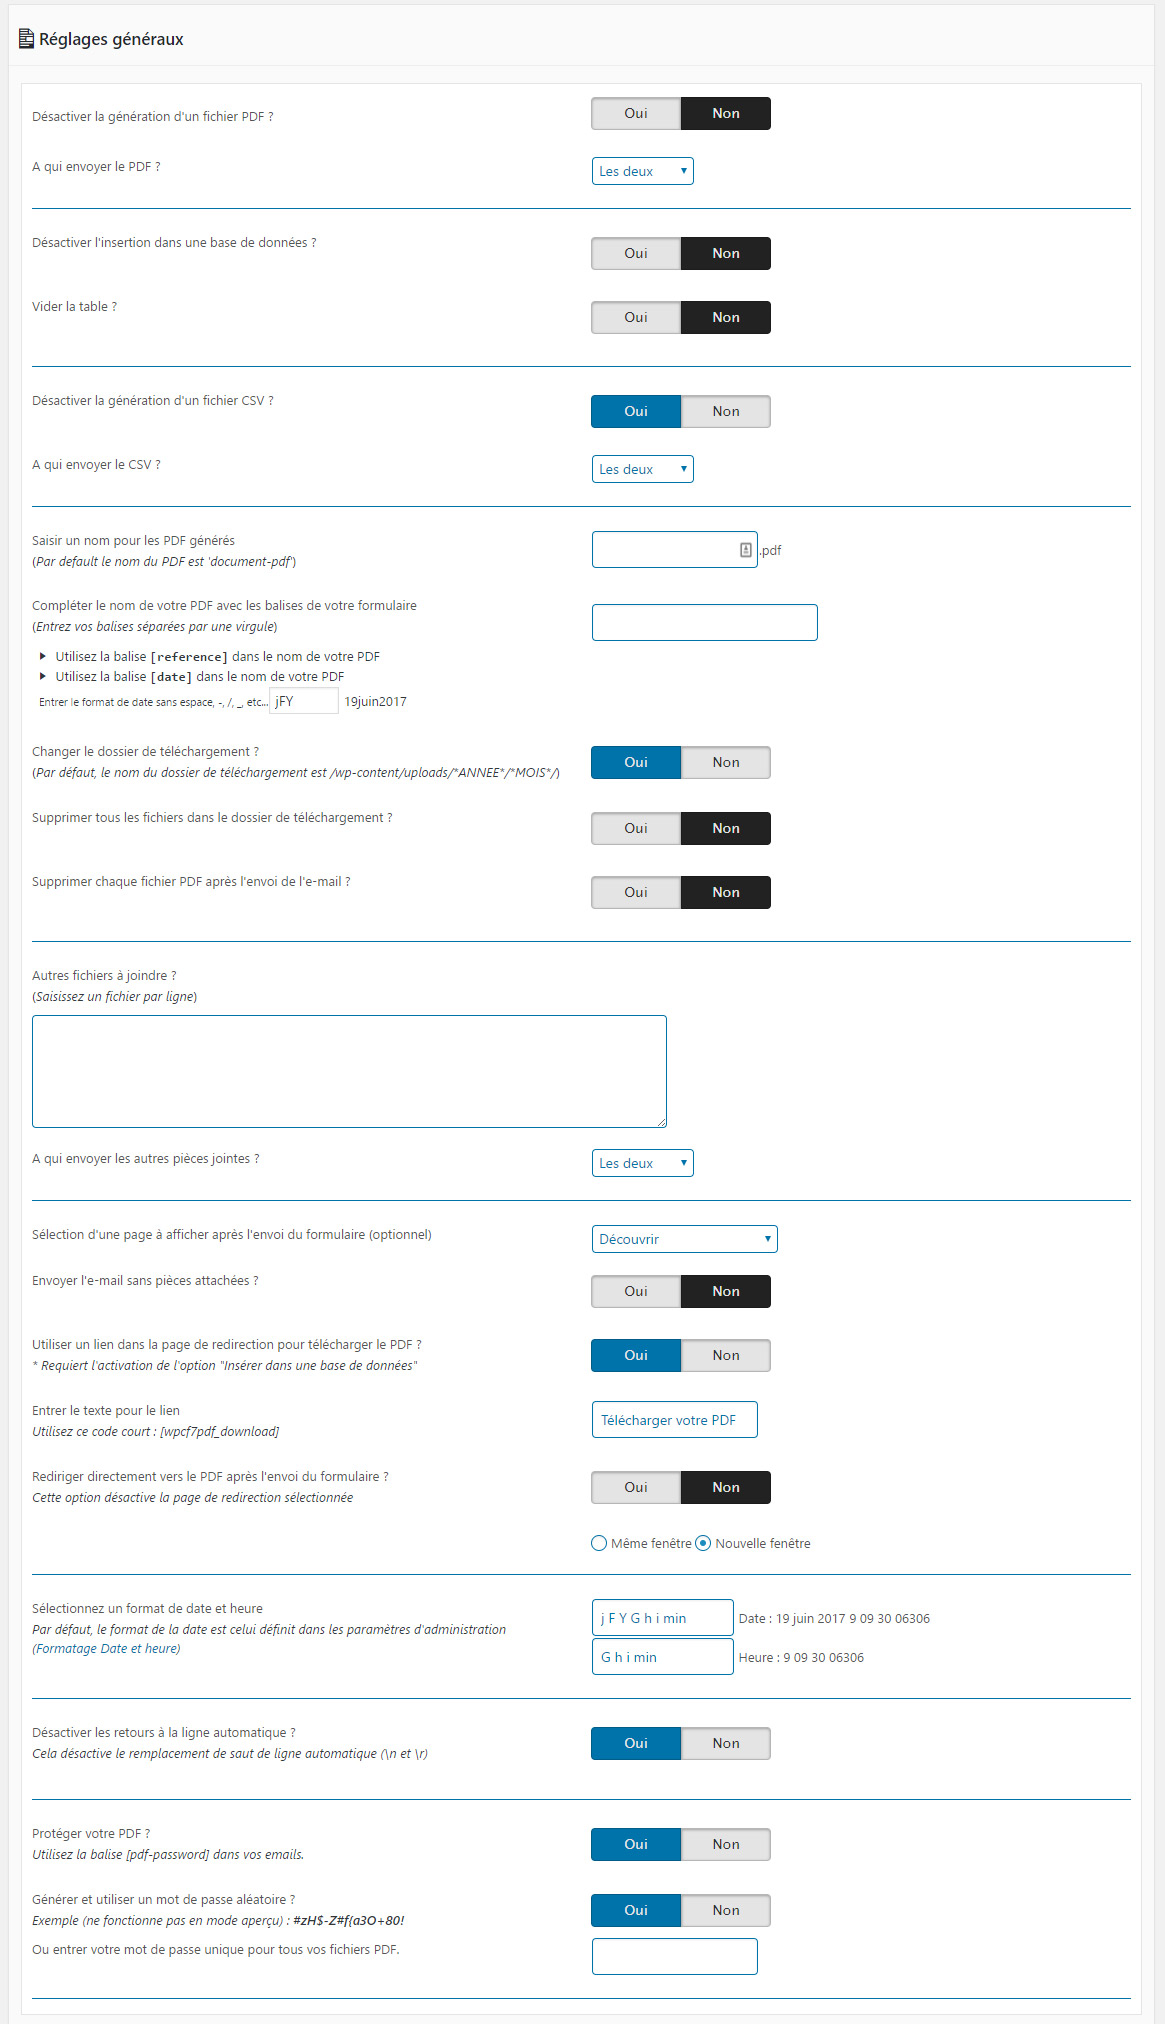 Réglages généraux
Désactiver la génération d'un fichier PDF ?
Oui Non
A qui envoyer le PDF ?
Les deux
Désactiver l'insertion dans une base de données ?
Oui Non
Vider la table ?
Oui Non
Désactiver la génération d'un fichier CSV ?
Oui Non
A qui envoyer le CSV ?
Les deux
Saisir un nom pour les PDF générés
(Par default le nom du PDF est 'document-pdf')
.pdf
Compléter le nom de votre PDF avec les balises de votre formulaire
(Entrez vos balises séparées par une virgule)
Utilisez la balise [reference] dans le nom de votre PDF
Utilisez la balise [date] dans le nom de votre PDF
Entrer le format de date sans espace, -, /, _, etc... jFY 19juin2017
Changer le dossier de téléchargement ?
(Par défaut, le nom du dossier de téléchargement est /wp-content/uploads/*ANNEE*/*MOIS*/)
Oui Non
Supprimer tous les fichiers dans le dossier de téléchargement ?
Oui Non
Supprimer chaque fichier PDF après l'envoi de l'e-mail ?
Oui Non
Autres fichiers à joindre ?
(Saisissez un fichier par ligne)
A qui envoyer les autres pièces jointes ?
Les deux
Sélection d'une page à afficher après l'envoi du formulaire (optionnel)
Découvrir
Envoyer l'e-mail sans pièces attachées ?
Oui Non
Utiliser un lien dans la page de redirection pour télécharger le PDF ?
* Requiert l'activation de l'option "Insérer dans une base de données"
Oui Non
Entrer le texte pour le lien
Utilisez ce code court : [wpcf7pdf_download]
Télécharger votre PDF
Rediriger directement vers le PDF après l'envoi du formulaire ?
Cette option désactive la page de redirection sélectionnée
Oui Non
Même fenêtre Nouvelle fenêtre
Sélectionnez un format de date et heure
Par défaut, le format de la date est celui définit dans les paramètres d'administration
(Formatage Date et heure)
j F Y G h i min Date : 19 juin 2017 9 09 30 06306
G h i min Heure : 9 09 30 06306
Désactiver les retours à la ligne automatique ?
Cela désactive le remplacement de saut de ligne automatique (\n et \r)
Oui Non
Protéger votre PDF ?
Utilisez la balise [pdf-password] dans vos emails.
Oui Non
Générer et utiliser un mot de passe aléatoire ?
Exemple (ne fonctionne pas en mode aperçu) : #zH$-Z#f{a3O+80!
Oui Non
Ou entrer votre mot de passe unique pour tous vos fichiers PDF.